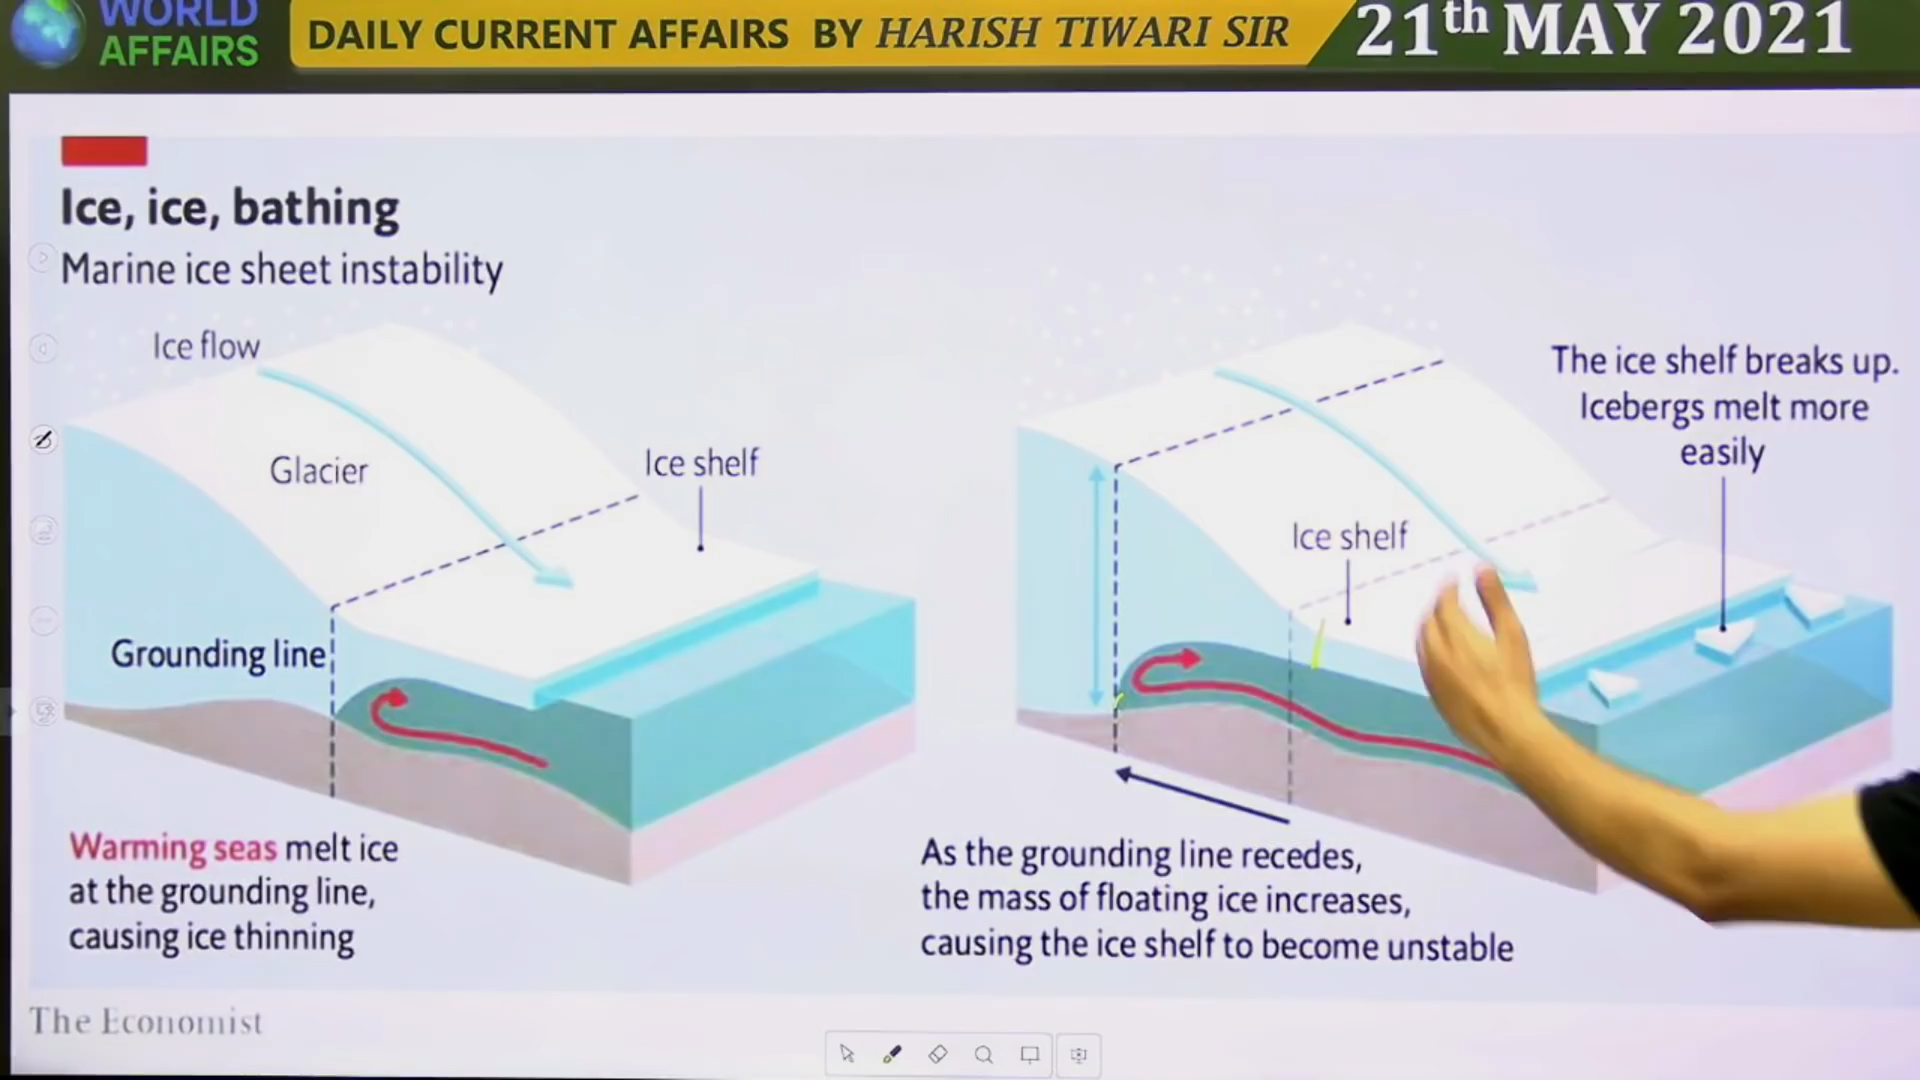 WORLD
AFFAIRS
DAILY CURRENT AFFAIRS BY HARISH TIWARI SIR
21th MAY 2021
Ice, ice, bathing
Marine ice sheet instability
Ice flow
Glacier
Ice shelf
Grounding line
Warming seas melt ice
at the grounding line,
causing ice thinning
Ice shelf
The ice shelf breaks up.
Icebergs melt more
easily
As the grounding line recedes,
the mass of floating ice increases,
causing the ice shelf to become unstable
The Economist